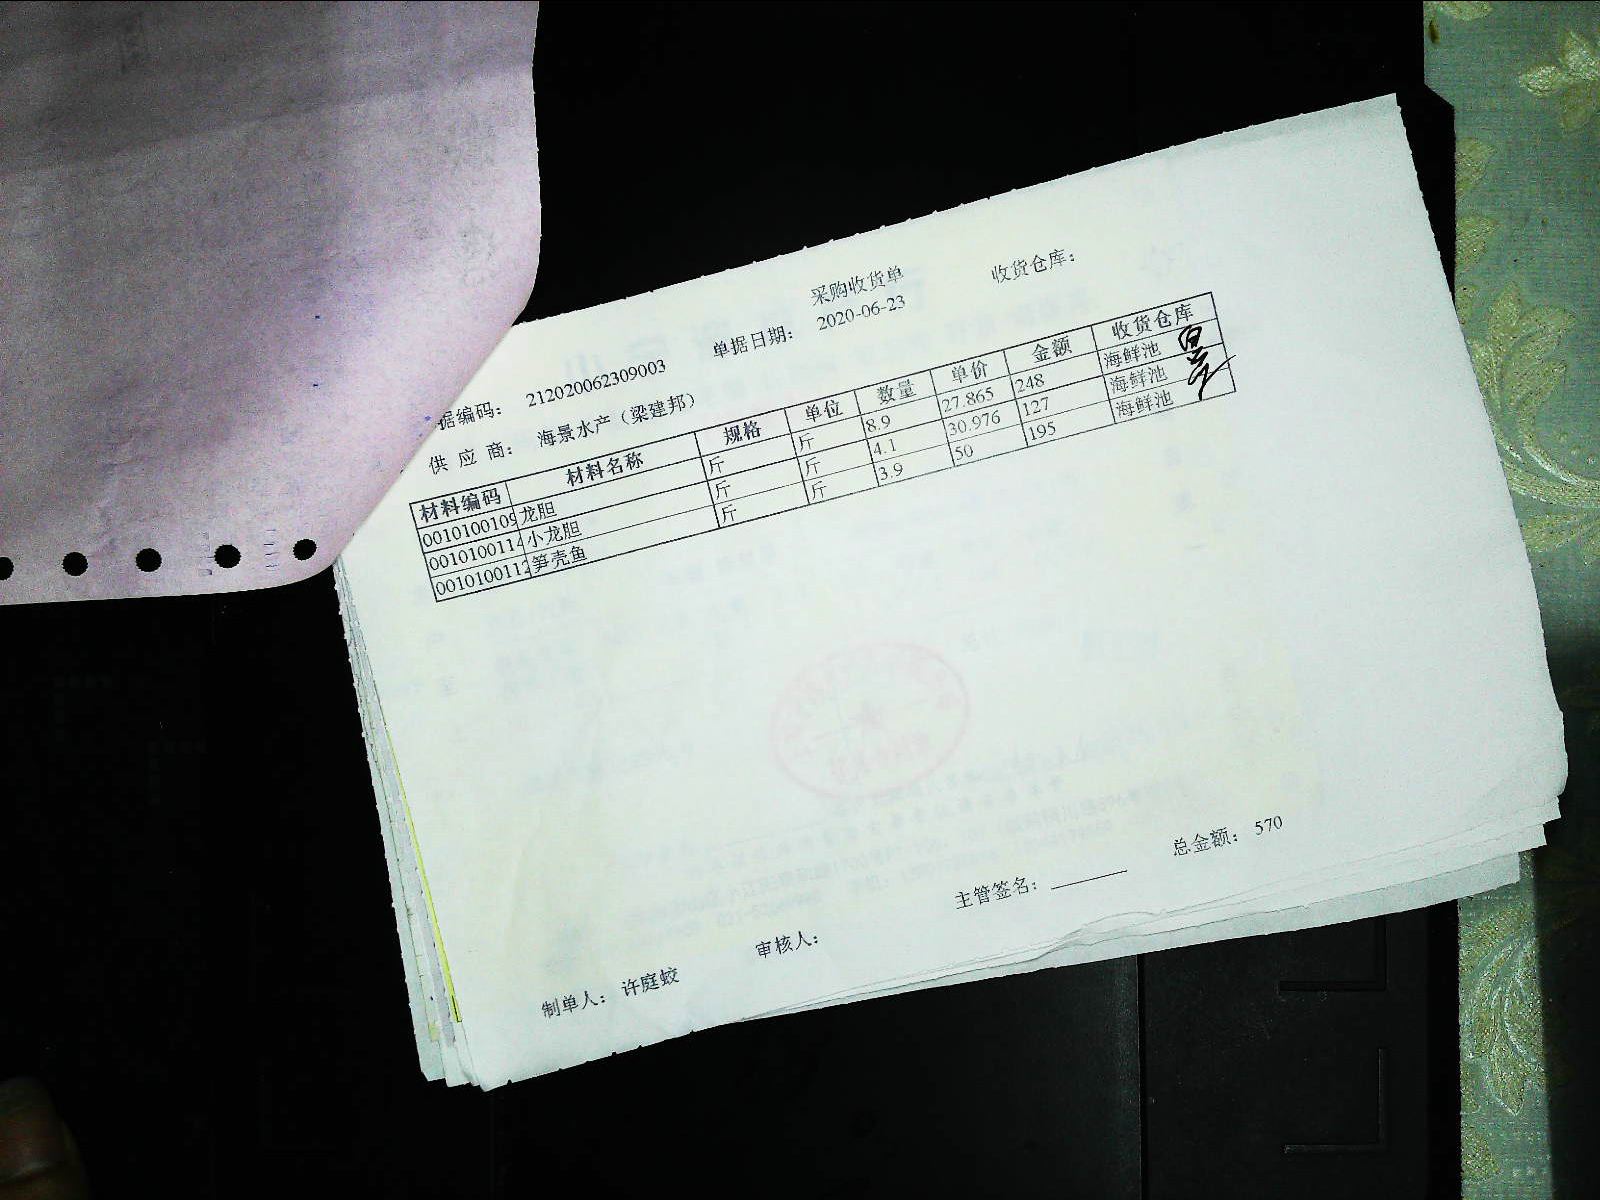 采购收货单
收货仓库：
据编码： 212020062309003 单据日期： 2020-06-23
供 应 商： 海景水产（梁建邦）
材料编码 材料名称 规格 单位 数量 单价 金额 收货仓库
0010100109 龙胆 斤 斤 8.9 27.865 248 海鲜池
0010100114 小龙胆 斤 斤 4.1 30.976 127 海鲜池
0010100112 笋壳鱼 斤 斤 3.9 50 195 海鲜池
总金额： 570
主管签名：
审核人：
制单人： 许庭蛟